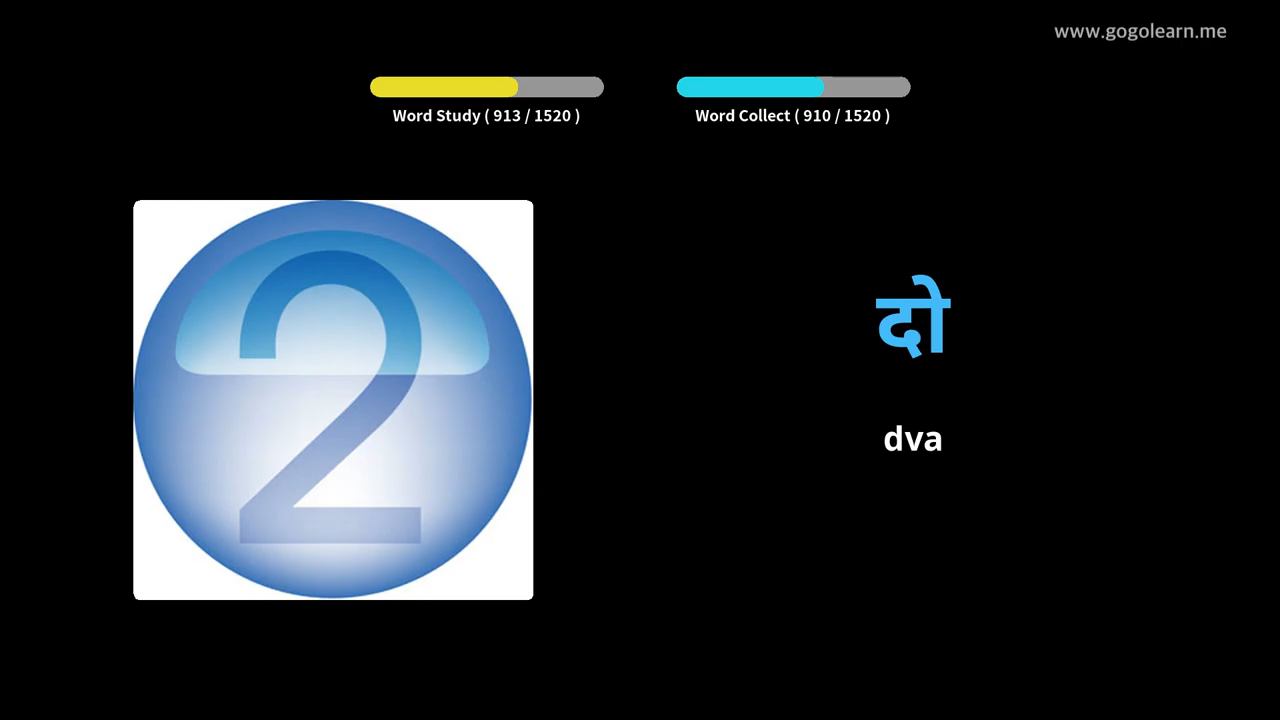 www.gogolearn.me
Word Study ( 913 / 1520 )
Word Collect ( 910 / 1520 )
2
दो
dva